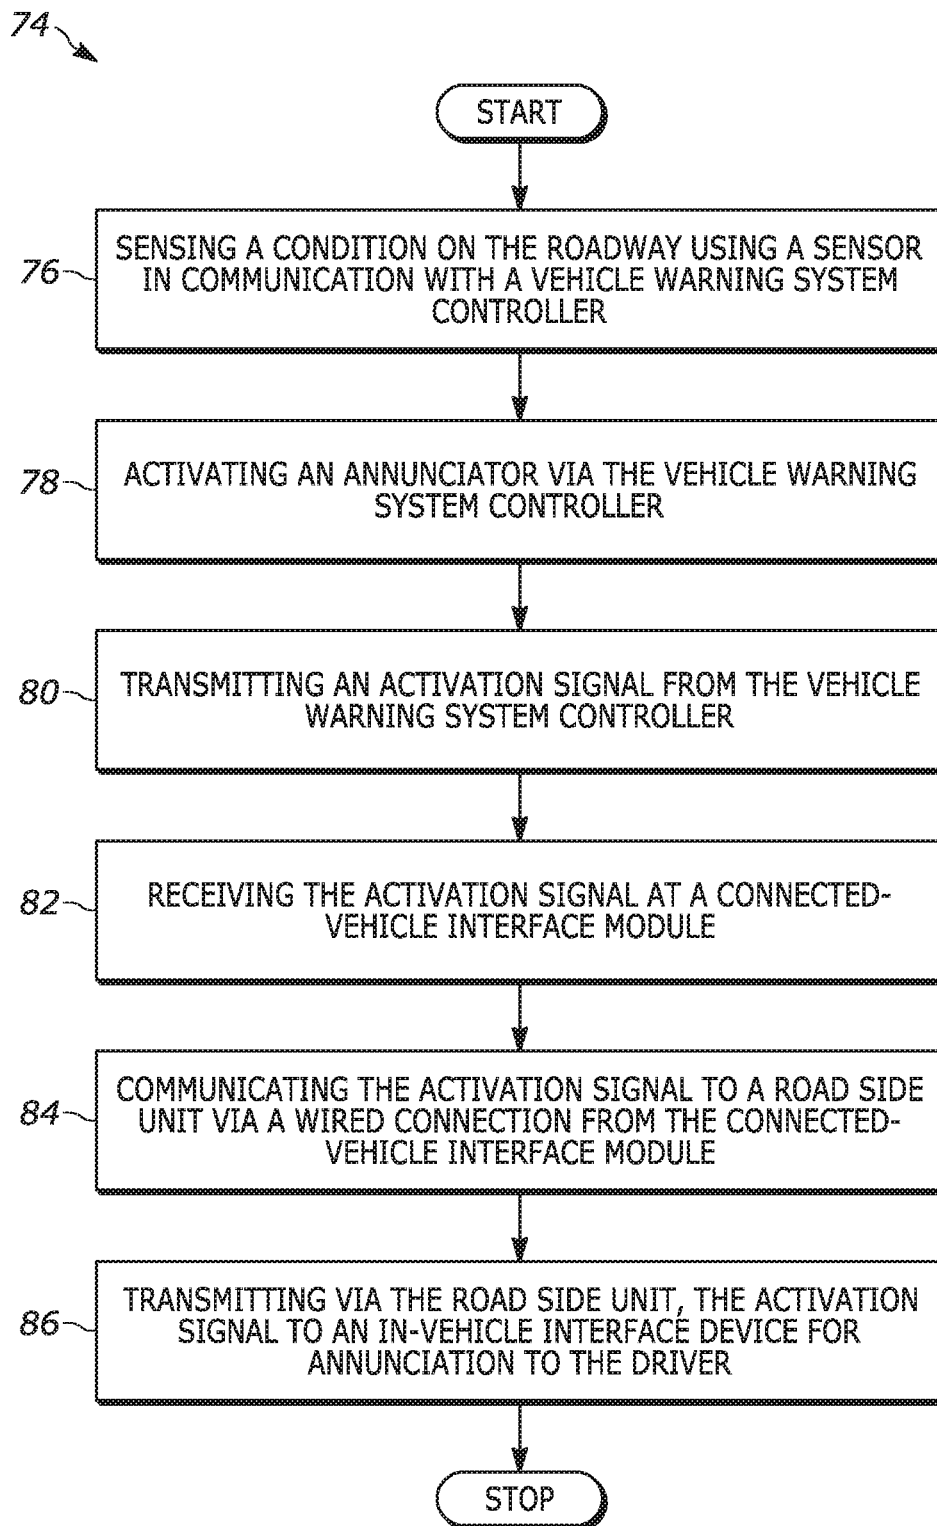 74
START
76
SENSING A CONDITION ON THE ROADWAY USING A SENSOR
IN COMMUNICATION WITH A VEHICLE WARNING SYSTEM
CONTROLLER
78
ACTIVATING AN ANNUNCIATOR VIA THE VEHICLE WARNING
SYSTEM CONTROLLER
80
TRANSMITTING AN ACTIVATION SIGNAL FROM THE VEHICLE
WARNING SYSTEM CONTROLLER
82
RECEIVING THE ACTIVATION SIGNAL AT A CONNECTED-
VEHICLE INTERFACE MODULE
84
COMMUNICATING THE ACTIVATION SIGNAL TO A ROAD SIDE
UNIT VIA A WIRED CONNECTION FROM THE CONNECTED-
VEHICLE INTERFACE MODULE
86
TRANSMITTING VIA THE ROAD SIDE UNIT, THE ACTIVATION
SIGNAL TO AN IN-VEHICLE INTERFACE DEVICE FOR
ANNUNCIATION TO THE DRIVER
STOP